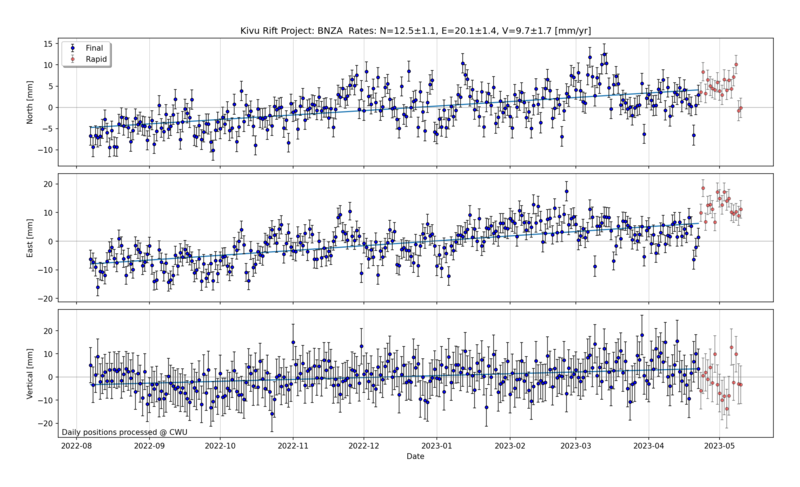 Kivu Rift Project: BNZA  Rates: N=12.5±1.1, E=20.1±1.4, V=9.7±1.7 [mm/yr]
Final
Rapid
North [mm]
15
10
5
0
−5
−10
East [mm]
20
10
0
−10
−20
Vertical [mm]
20
10
0
−10
−20
Daily positions processed @ CWU
2022-08 2022-09 2022-10 2022-11 2022-12 2023-01 2023-02 2023-03 2023-04 2023-05
Date